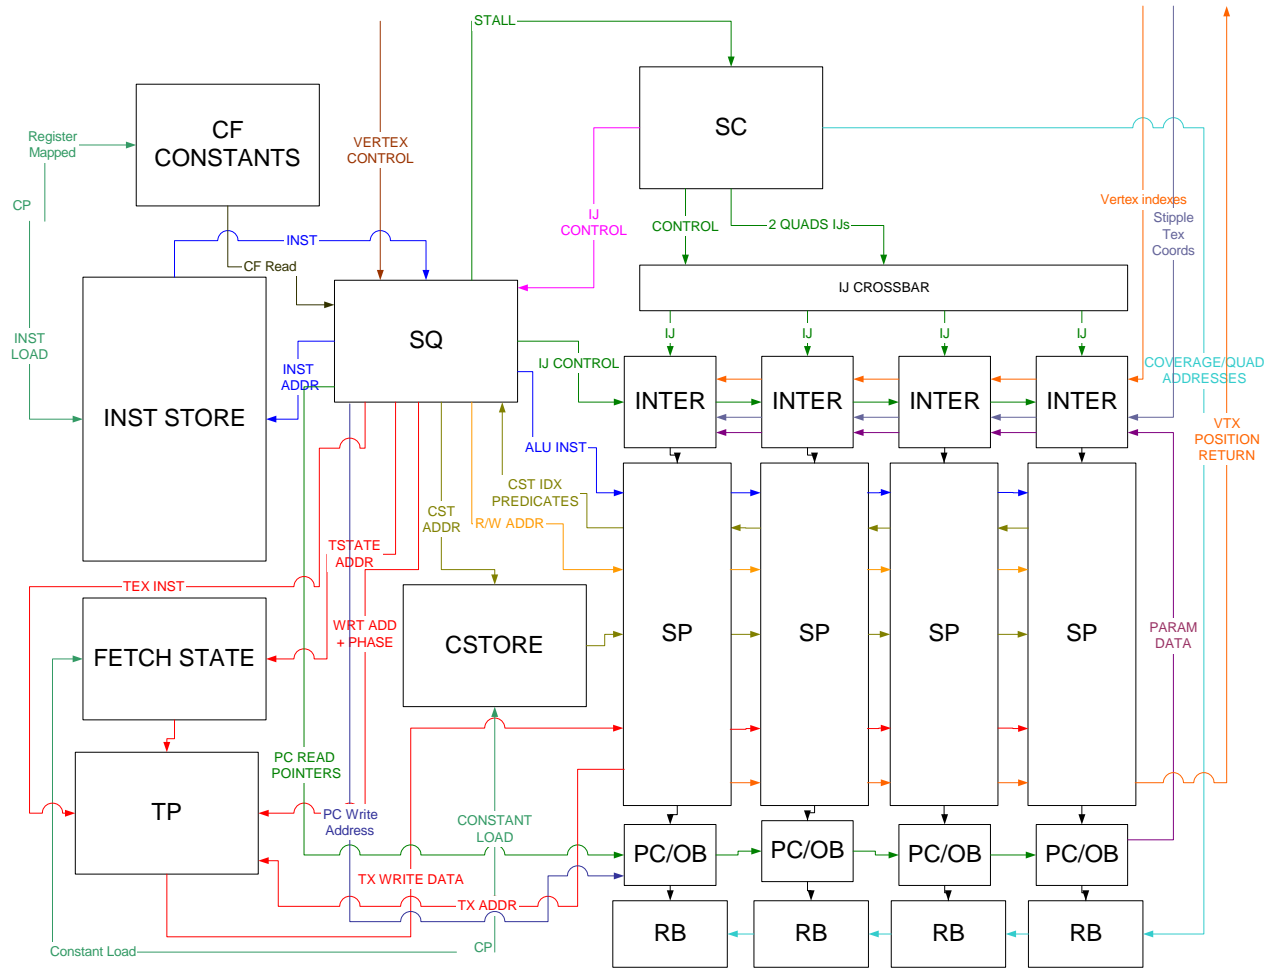 STALL
SC
CF
CONSTANTS
Register
Mapped
VERTEX
CONTROL
CP
IJ
CONTROL
CONTROL
2 QUADS IJs
Vertex indexes
Stipple
Tex
Coords
INST
CF Read
IJ CROSSBAR
INST
LOAD
SQ
IJ
IJ
IJ
IJ
INST
ADDR
IJ CONTROL
COVERAGE/QUAD
ADDRESSES
INST STORE
INTER
INTER
INTER
INTER
VTX
POSITION
RETURN
ALU INST
CST IDX
PREDICATES
CST
ADDR
R/W ADDR
TSTATE
ADDR
TEX INST
WRT ADD
+ PHASE
CSTORE
SP
SP
SP
SP
PARAM
DATA
FETCH STATE
PC READ
POINTERS
TP
PC Write
Address
CONSTANT
LOAD
PC/OB
PC/OB
PC/OB
PC/OB
TX WRITE DATA
TX ADDR
RB
RB
RB
RB
Constant Load
CP